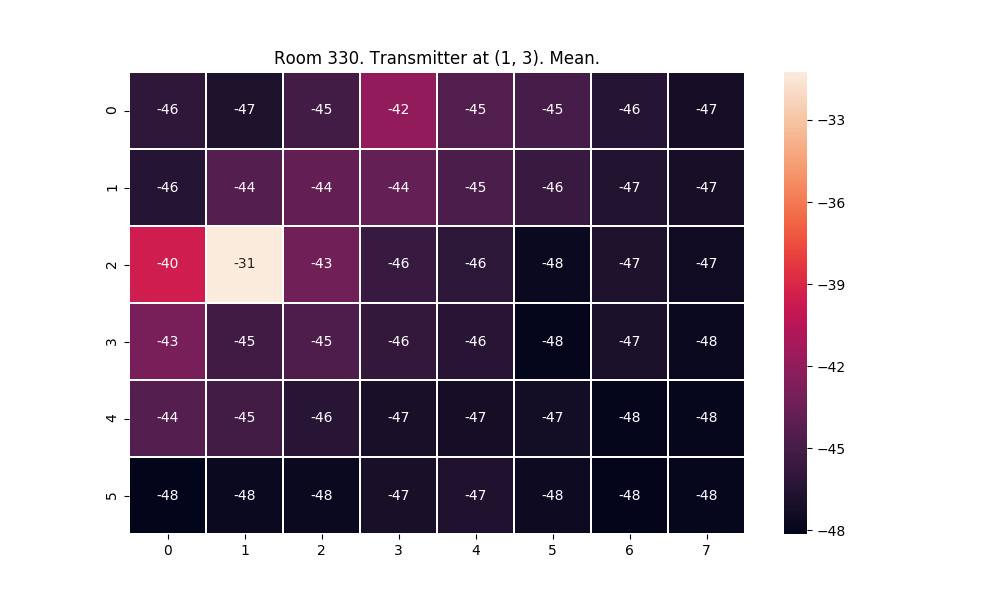 Room 330. Transmitter at (1, 3). Mean.
0 -46 -47 -45 -42 -45 -45 -46 -47
1 -46 -44 -44 -44 -45 -46 -47 -47
2 -40 -31 -43 -46 -46 -48 -47 -47
3 -43 -45 -45 -46 -46 -48 -47 -48
4 -44 -45 -46 -47 -47 -47 -48 -48
5 -48 -48 -48 -47 -47 -48 -48 -48
0 1 2 3 4 5 6 7
−33
−36
−39
−42
−45
−48